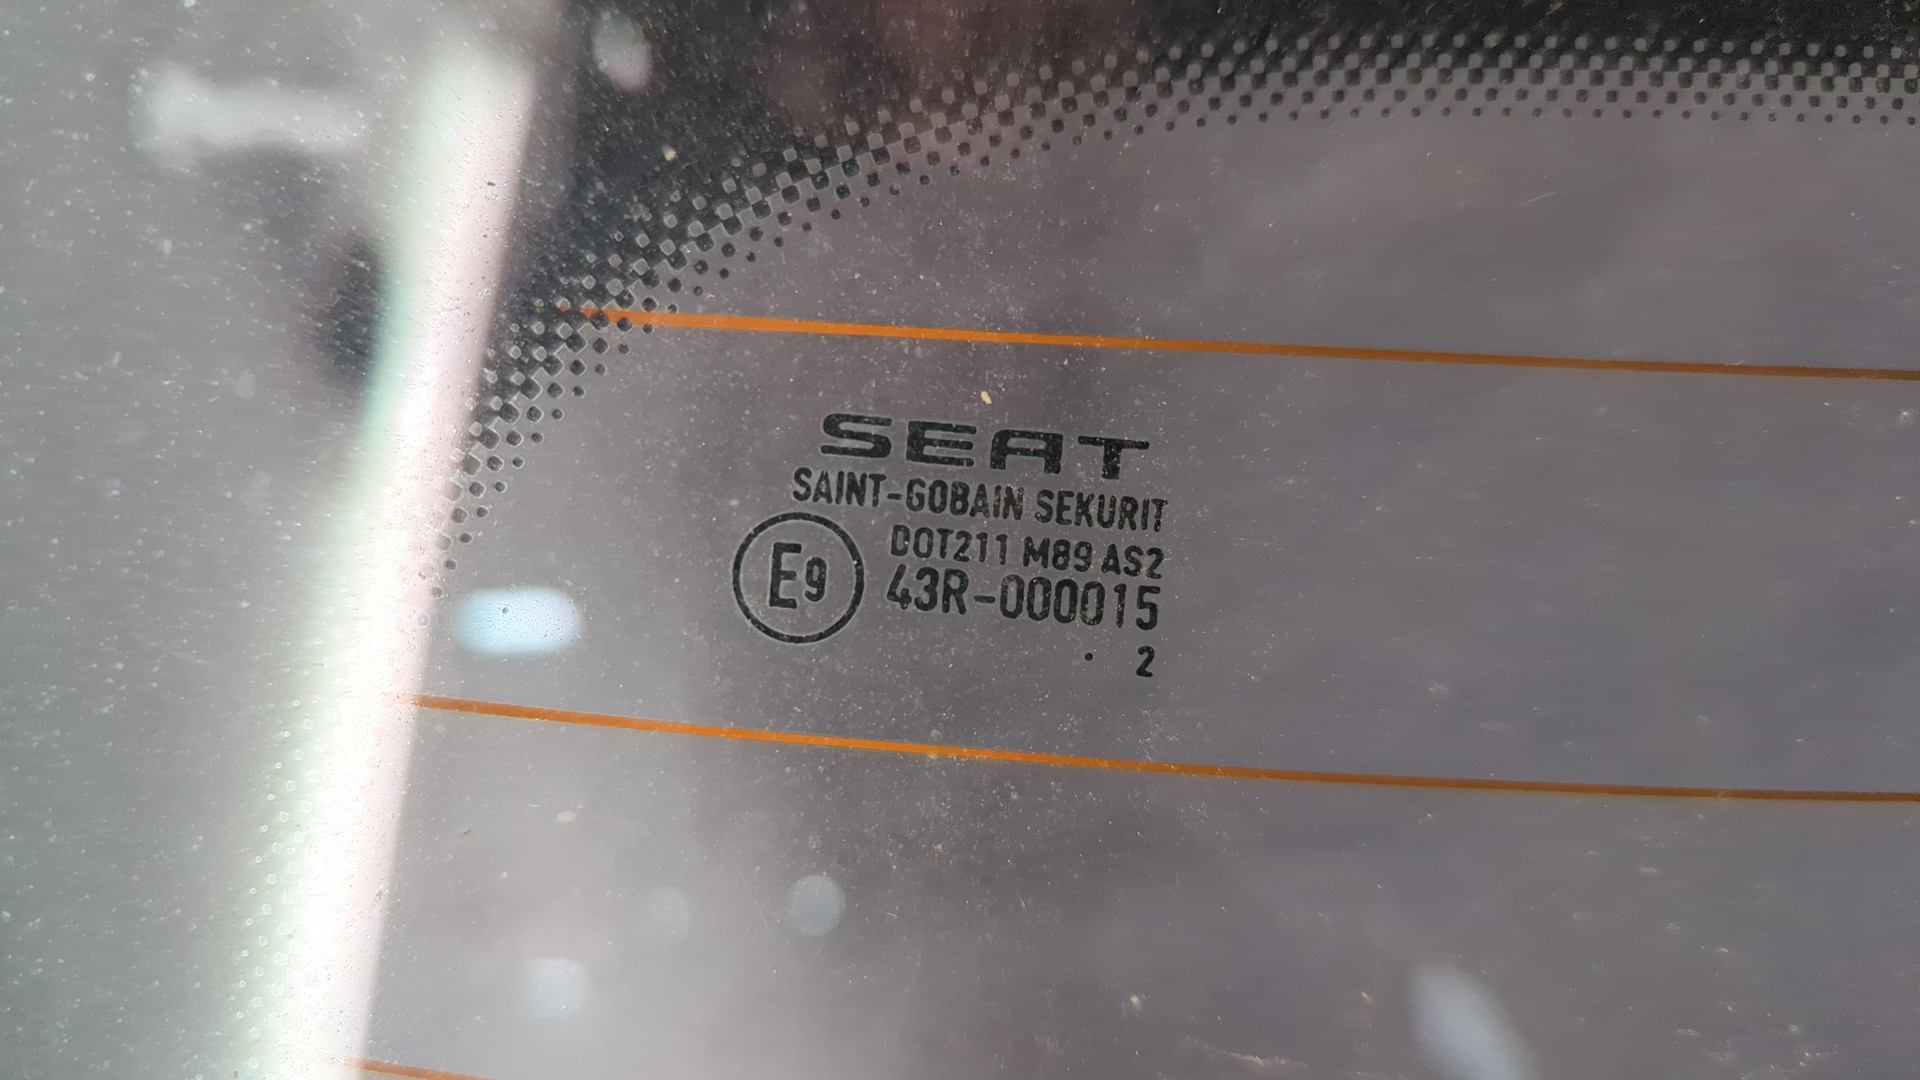 SEAT
SAINT-GOBAIN SEKURIT
E9
DOT211 M89 AS2
43R-000015
. 2